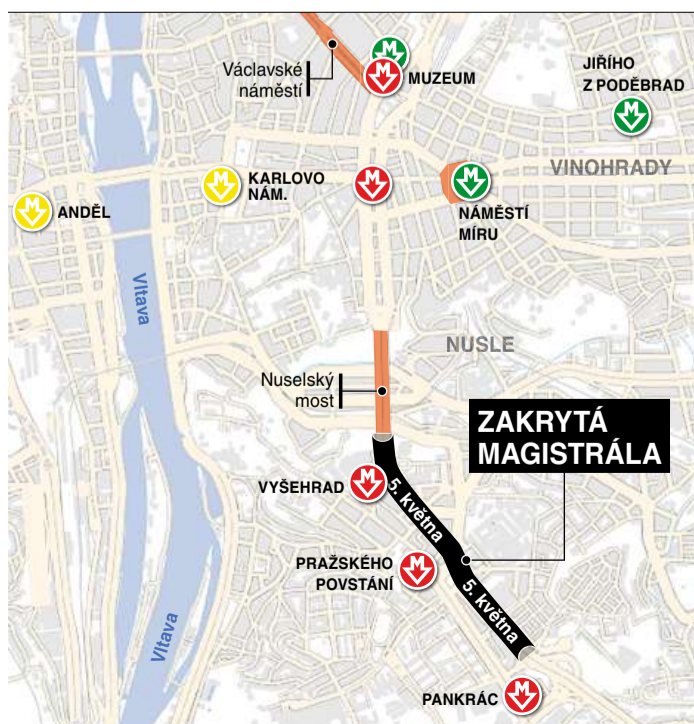 Václavské
náměstí
M
M
MUZEUM
JIŘÍHO
Z PODĚBRAD
M
VINOHRADY
M
KARLOVO
NÁM.
M
M
NÁMĚSTÍ
MÍRU
M
ANDĚL
Vltava
NUSLE
Nuselský
most
ZAKRYTÁ
MAGISTRÁLA
VYŠEHRAD
M
5. května
PRAŽSKÉHO
POVSTÁNÍ
M
5. května
Vltava
PANKRÁC
M